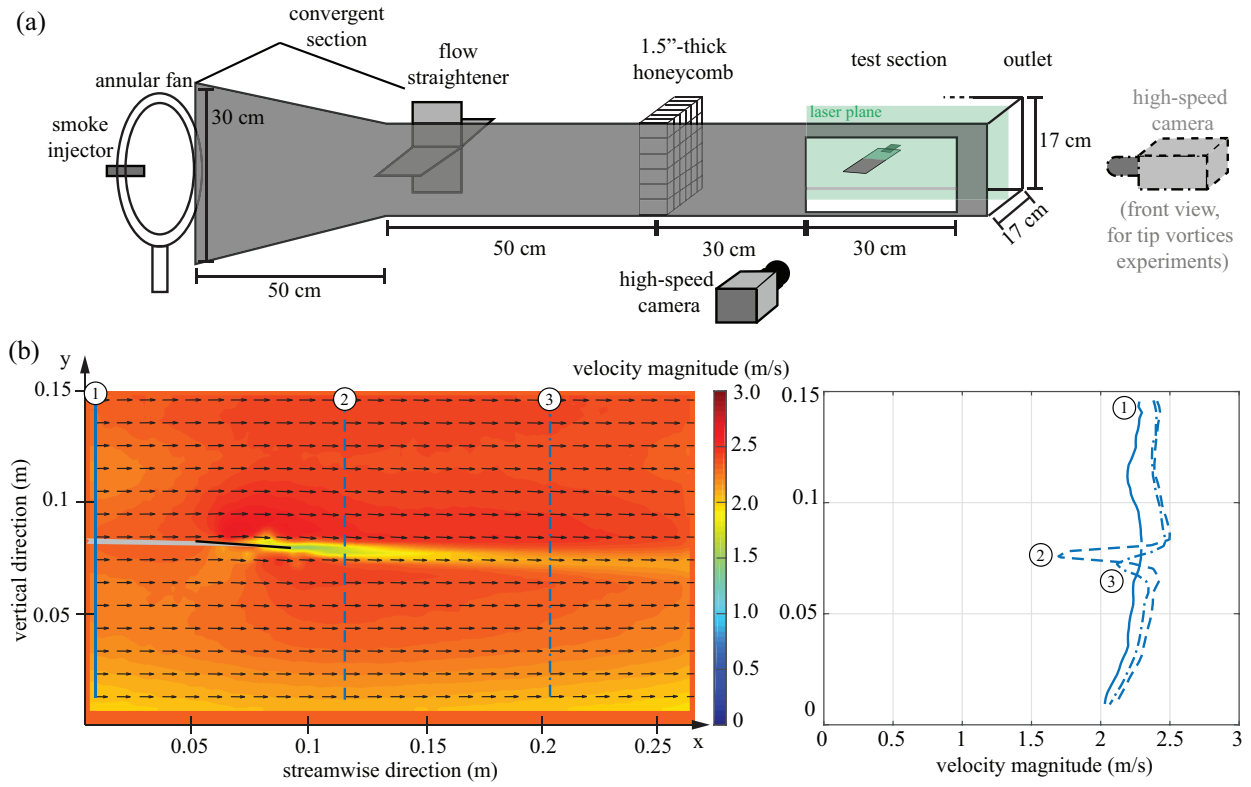 (a)
convergent
section
annular fan
smoke
injector
30 cm
flow
straightener
1.5”-thick
honeycomb
test section
outlet
laser plane
17 cm
17 cm
high-speed
camera
(front view,
for tip vortices
experiments)
50 cm
50 cm
30 cm
30 cm
high-speed
camera
(b)
y
velocity magnitude (m/s)
0.15
0.1
0.05
vertical direction (m)
1
2
3
0.05
0.1
0.15
0.2
0.25
x
streamwise direction (m)
3.0
2.5
2.0
1.5
1.0
0.5
0
0.15
0.1
0.05
0
1
2
3
0
0.5
1
1.5
2
2.5
3
velocity magnitude (m/s)